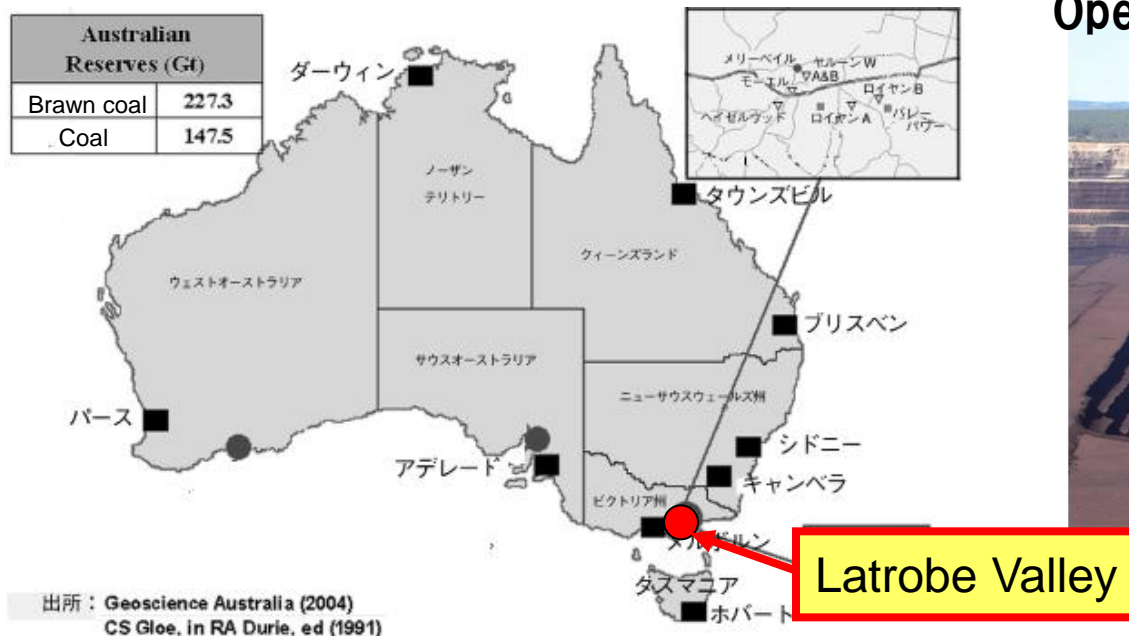 Ope
Australian
Reserves (Gt)
Brawn coal 227.3
Coal 147.5
ダーウィン
メリーベイル
ヤルーンW
A&B
モーエル
ロイヤンB
ヘイゼルウッド
ロイヤンA
バレー
パワー
ノーザン
テリトリー
タウンズビル
クィーンズランド
ウェストオーストラリア
ブリスベン
サウスオーストラリア
ニューサウスウェールズ州
パース
シドニー
アデレード
キャンベラ
ビクトリア州
メルボルン
Latrobe Valley
タスマニア
ホバート
出所：Geoscience Australia (2004)
CS Gloe, in RA Durie, ed (1991)